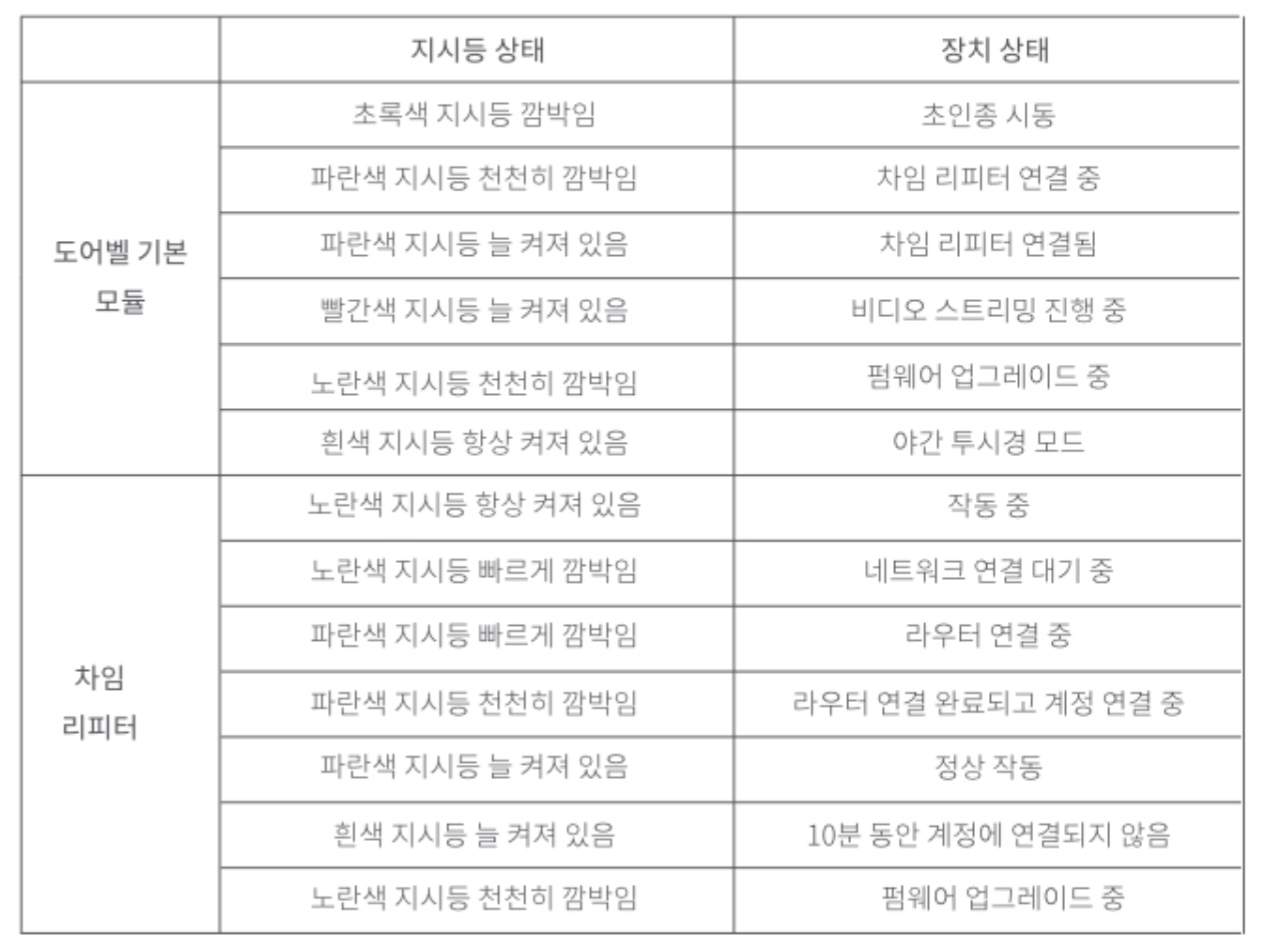 지시등 상태 장치 상태
초록색 지시등 깜박임 초인종 시동
파란색 지시등 천천히 깜박임 차임 리피터 연결 중
파란색 지시등 늘 켜져 있음 차임 리피터 연결됨
도어벨 기본
모듈
빨간색 지시등 늘 켜져 있음 비디오 스트리밍 진행 중
노란색 지시등 천천히 깜박임 펌웨어 업그레이드 중
흰색 지시등 항상 켜져 있음 야간 투시경 모드
노란색 지시등 항상 켜져 있음 작동 중
노란색 지시등 빠르게 깜박임 네트워크 연결 대기 중
파란색 지시등 빠르게 깜박임 라우터 연결 중
차임
리피터
파란색 지시등 천천히 깜박임 라우터 연결 완료되고 계정 연결 중
파란색 지시등 늘 켜져 있음 정상 작동
흰색 지시등 늘 켜져 있음 10분 동안 계정에 연결되지 않음
노란색 지시등 천천히 깜박임 펌웨어 업그레이드 중